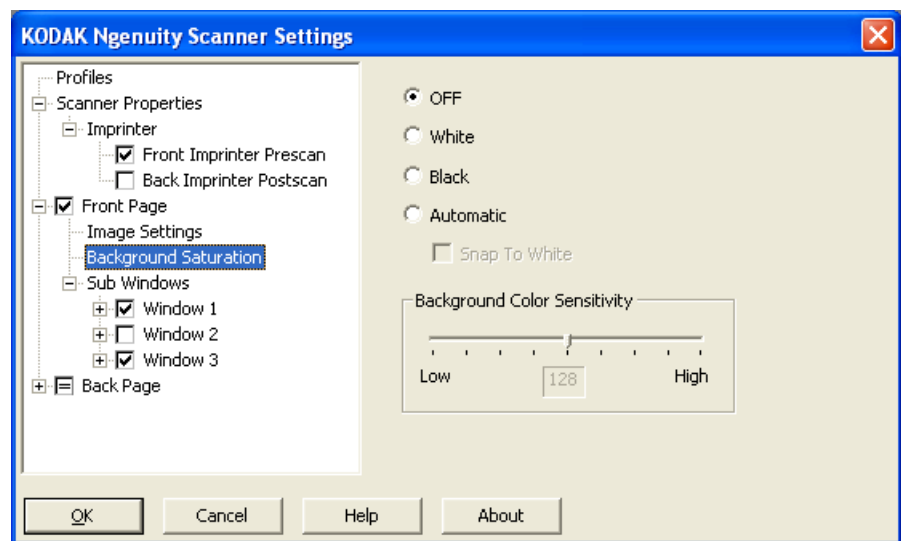 KODAK Ngenuity Scanner Settings
Profiles
Scanner Properties
Imprinter
Front Imprinter Prescan
Back Imprinter Postscan
Front Page
Image Settings
Background Saturation
Sub Windows
Window 1
Window 2
Window 3
Back Page
OFF
White
Black
Automatic
Snap To White
Background Color Sensitivity
Low
128
High
OK
Cancel
Help
About